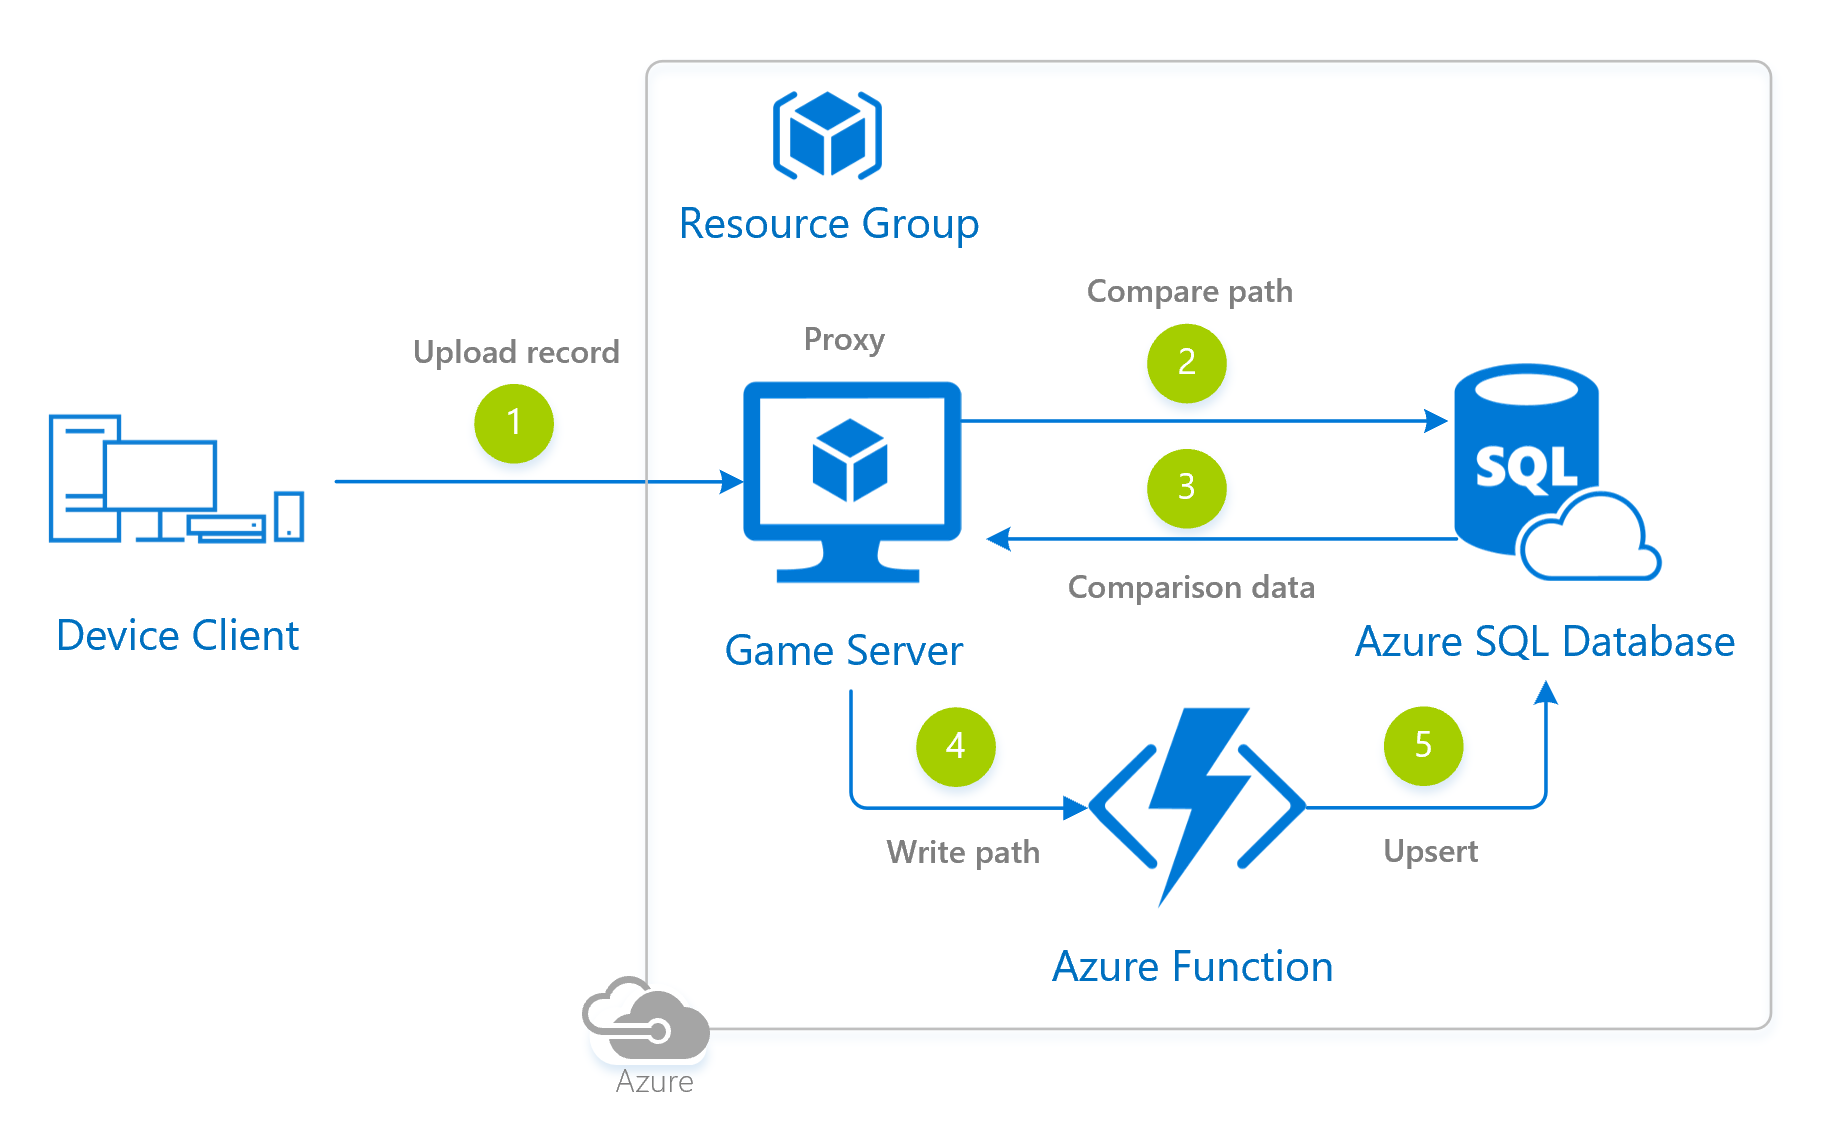 Resource Group
Compare path
Proxy
2
Upload record
1
SQL
3
Comparison data
Device Client
Game Server
Azure SQL Database
4
5
Write path
Upsert
Azure Function
Azure